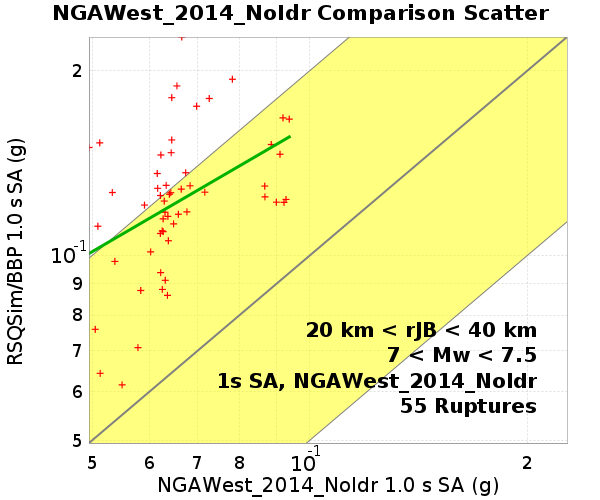 NGAWest_2014_NoIdr Comparison Scatter
RSQSim/BBP 1.0 s SA (g)
2
10-1
9
8
7
6
5
20 km < rJB < 40 km
7 < Mw < 7.5
1s SA, NGAWest_2014_NoIdr
55 Ruptures
5 6 7 8 10-1 2
NGAWest_2014_NoIdr 1.0 s SA (g)